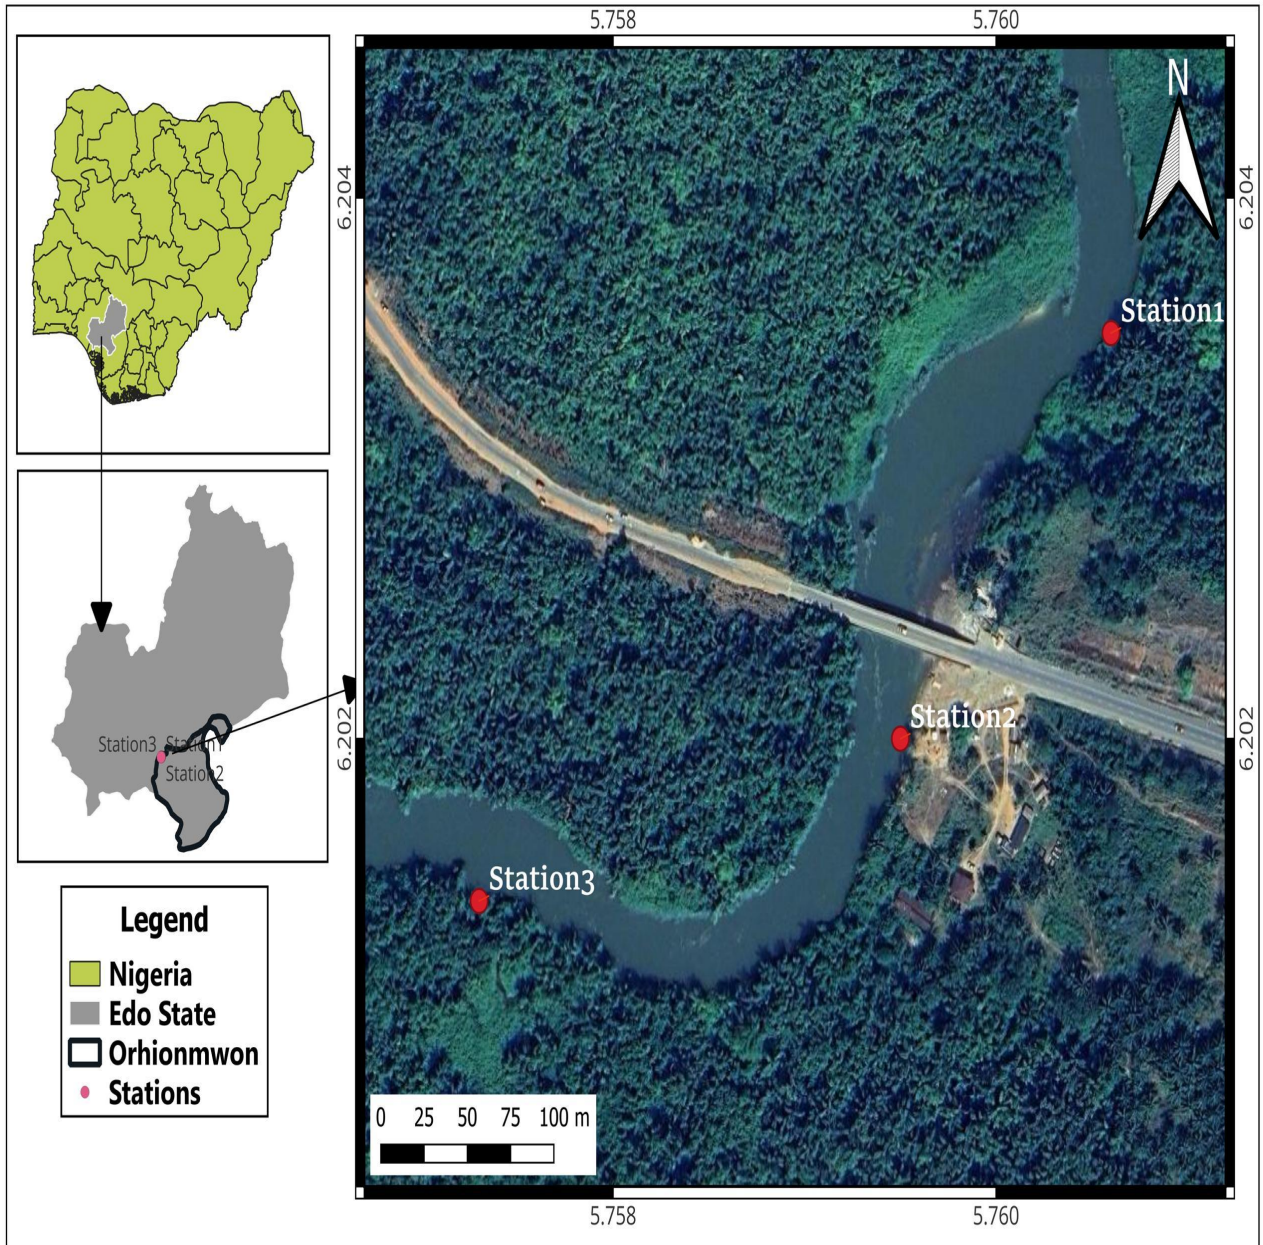 5.758
5.760
N
6.204
6.204
Station1
Station2
6.202
6.202
Station3
Station3
Station1
Station2
Legend
Nigeria
Edo State
Orhionmwon
Stations
0 25 50 75 100 m
5.758
5.760